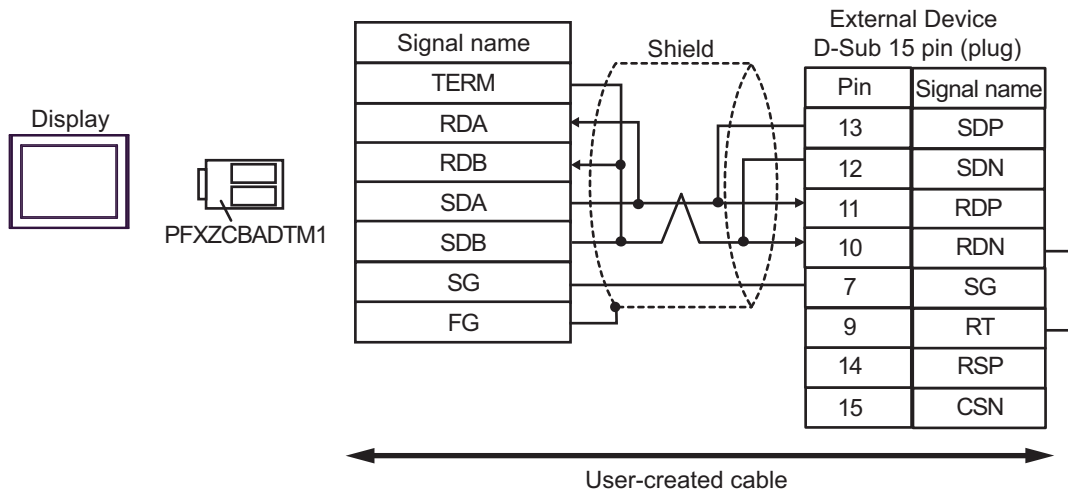 External Device
D-Sub 15 pin (plug)
Signal name
Shield
Pin Signal name
TERM
13 SDP
Display
RDA
12 SDN
RDB
11 RDP
SDA
PFXZCBADTM1
10 RDN
SDB
7 SG
SG
9 RT
FG
14 RSP
15 CSN
User-created cable